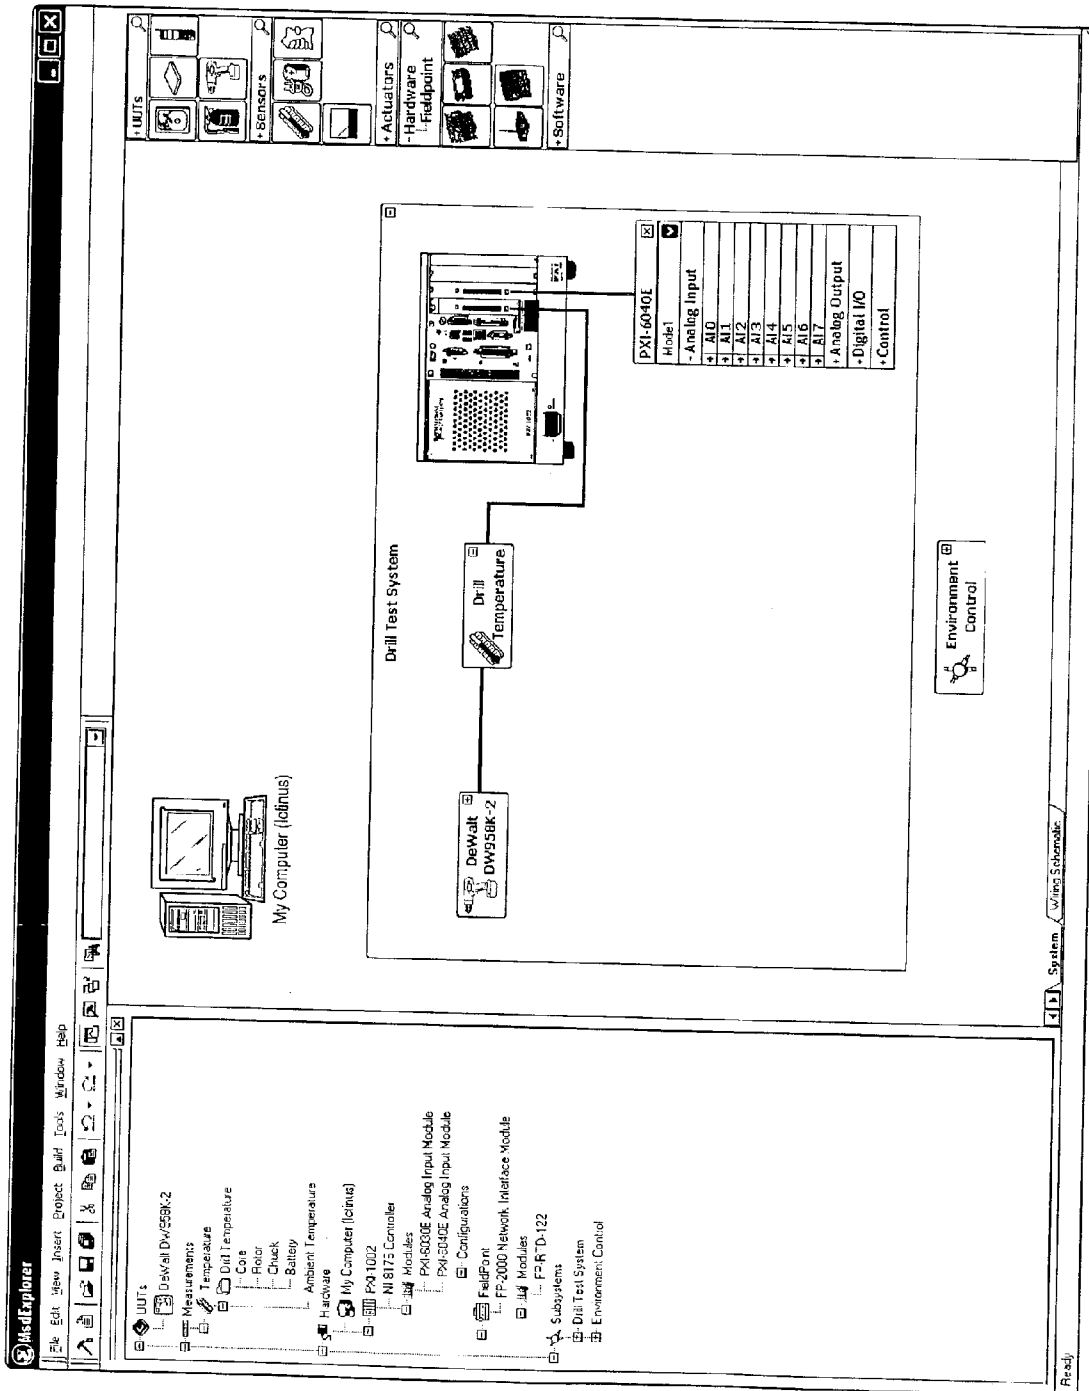 MsdExplorer
File Edit View Insert Project Build Tools Window Help
UUTs
DeWalt DW958K-2
Measurements
Temperature
Drill Temperature
Core
Rotor
Chuck
Battery
Ambient Temperature
Hardware
My Computer (Ictinus)
PXI-1002
NI 8175 Controller
Modules
PXI-6030E Analog Input Module
PXI-6040E Analog Input Module
Configurations
FieldPoint
FP-2000 Network Interface Module
Modules
FP-RTD-122
Subsystems
Drill Test System
Environment Control
My Computer (Ictinus)
Drill Test System
DeWalt
DW958K-2
Drill
Temperature
PXI-6040E
Model
- Analog Input
+ AI0
+ AI1
+ AI2
+ AI3
+ AI4
+ AI5
+ AI6
+ AI7
+ Analog Output
+ Digital I/O
+ Control
Environment
Control
+ UUTs
+ Sensors
+ Actuators
- Hardware
Fieldpoint
+ Software
System
Wiring Schematic
Ready